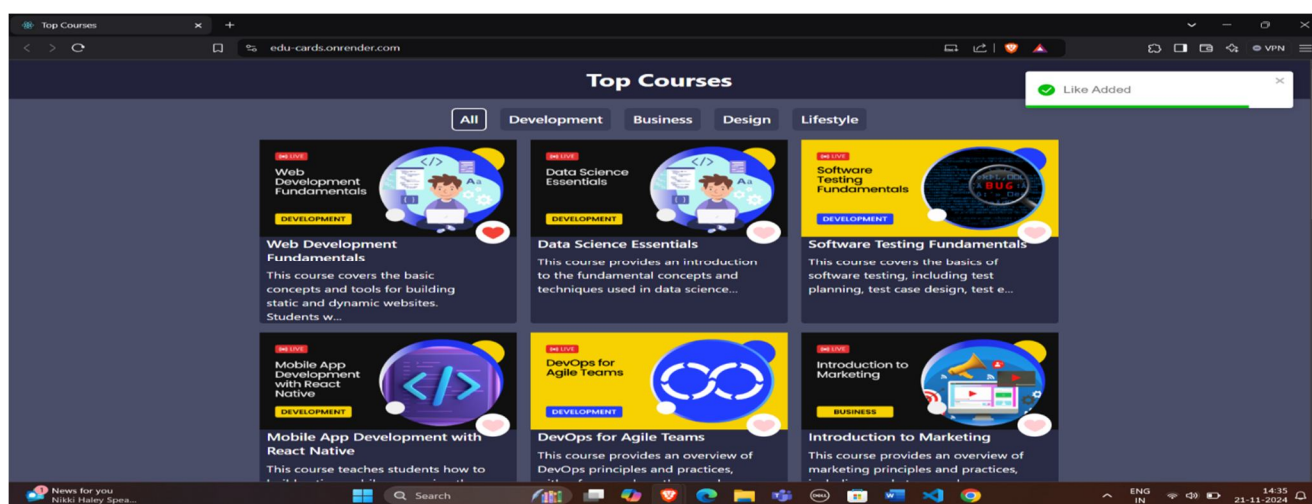 Top Courses
edu-cards.onrender.com
VPN
Top Courses
Like Added
All
Development
Business
Design
Lifestyle
LIVE
Web
Development
Fundamentals
DEVELOPMENT
Web Development
Fundamentals
This course covers the basic
concepts and tools for building
static and dynamic websites.
Students w...
LIVE
Data Science
Essentials
Aa
DEVELOPMENT
Data Science Essentials
This course provides an introduction
to the fundamental concepts and
techniques used in data science...
LIVE
Software
Testing
Fundamentals
BUG
DEVELOPMENT
Software Testing Fundamentals
This course covers the basics of
software testing, including test
planning, test case design, test e...
LIVE
Mobile App
Development
with React
Native
DEVELOPMENT
Mobile App Development with
React Native
This course teaches students how to
LIVE
DevOps for
Agile Teams
DEVELOPMENT
DevOps for Agile Teams
This course provides an overview of
DevOps principles and practices,
LIVE
Introduction to
Marketing
BUSINESS
Introduction to Marketing
This course provides an overview of
marketing principles and practices,
News for you
Nikki Haley Spea...
Search
ENG
IN
14:35
21-11-2024